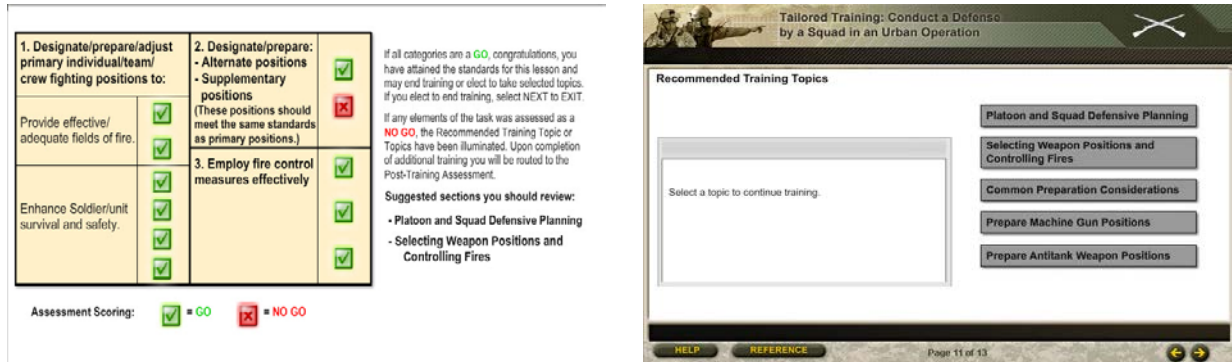 1. Designate/prepare/adjust
primary individual/team/
crew fighting positions to:
Provide effective/
adequate fields of fire.
Enhance Soldier/unit
survival and safety.
2. Designate/prepare:
- Alternate positions
- Supplementary
positions
(These positions should
meet the same standards
as primary positions.)
3. Employ fire control
measures effectively
If all categories are a GO, congratulations, you
have attained the standards for this lesson and
may end training or elect to take selected topics.
If you elect to end training, select NEXT to EXIT.
If any elements of the task was assessed as a
NO GO, the Recommended Training Topic or
Topics have been illuminated. Upon completion
of additional training you will be routed to the
Post-Training Assessment.
Suggested sections you should review:
- Platoon and Squad Defensive Planning
- Selecting Weapon Positions and
Controlling Fires
Assessment Scoring: = GO = NO GO
Tailored Training: Conduct a Defense
by a Squad in an Urban Operation
Recommended Training Topics
Select a topic to continue training.
Platoon and Squad Defensive Planning
Selecting Weapon Positions and
Controlling Fires
Common Preparation Considerations
Prepare Machine Gun Positions
Prepare Antitank Weapon Positions
HELP REFERENCE Page 11 of 13